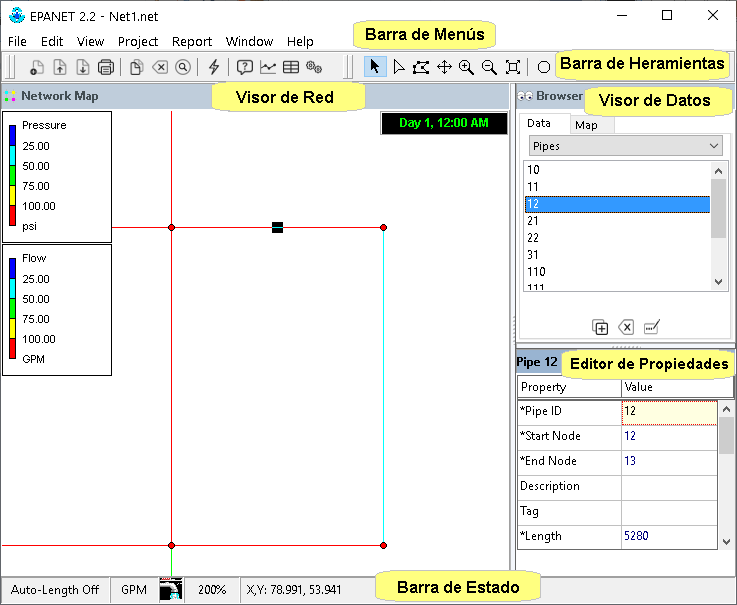 EPANET 2.2 - Net1.net
File Edit View Project Report Window Help
Barra de Menús
Barra de Heramientas
Network Map
Visor de Red
Browser
Visor de Datos
Day 1, 12:00 AM
Pressure
25.00
50.00
75.00
100.00
psi
Flow
25.00
50.00
75.00
100.00
GPM
Data Map
Pipes
10
11
12
21
22
31
110
111
Pipe 12
Editor de Propiedades
Property Value
*Pipe ID 12
*Start Node 12
*End Node 13
Description
Tag
*Length 5280
Auto-Length Off GPM 200% X,Y: 78.991, 53.941
Barra de Estado